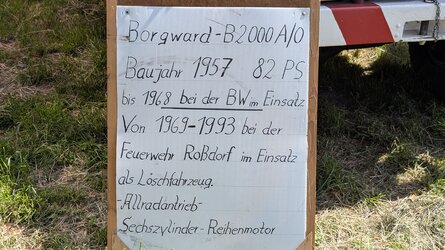 Borgward-B2000A/O
Baujahr 1957 82 PS
bis 1968 bei der BW im Einsatz
Von 1969-1993 bei der
Feuerwehr Roßdorf im Einsatz
als Löschfahrzeug.
-Allradantrieb-
Sechszylinder-Reihenmotor